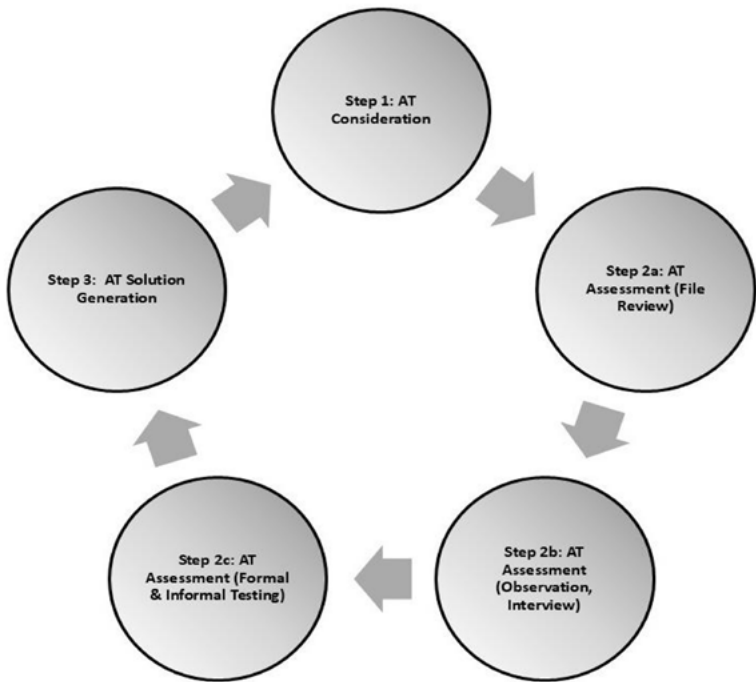 Step 1: AT
Consideration
Step 2a: AT
Assessment (File
Review)
Step 2b: AT
Assessment
(Observation,
Interview)
Step 2c: AT
Assessment (Formal
& Informal Testing)
Step 3: AT Solution
Generation